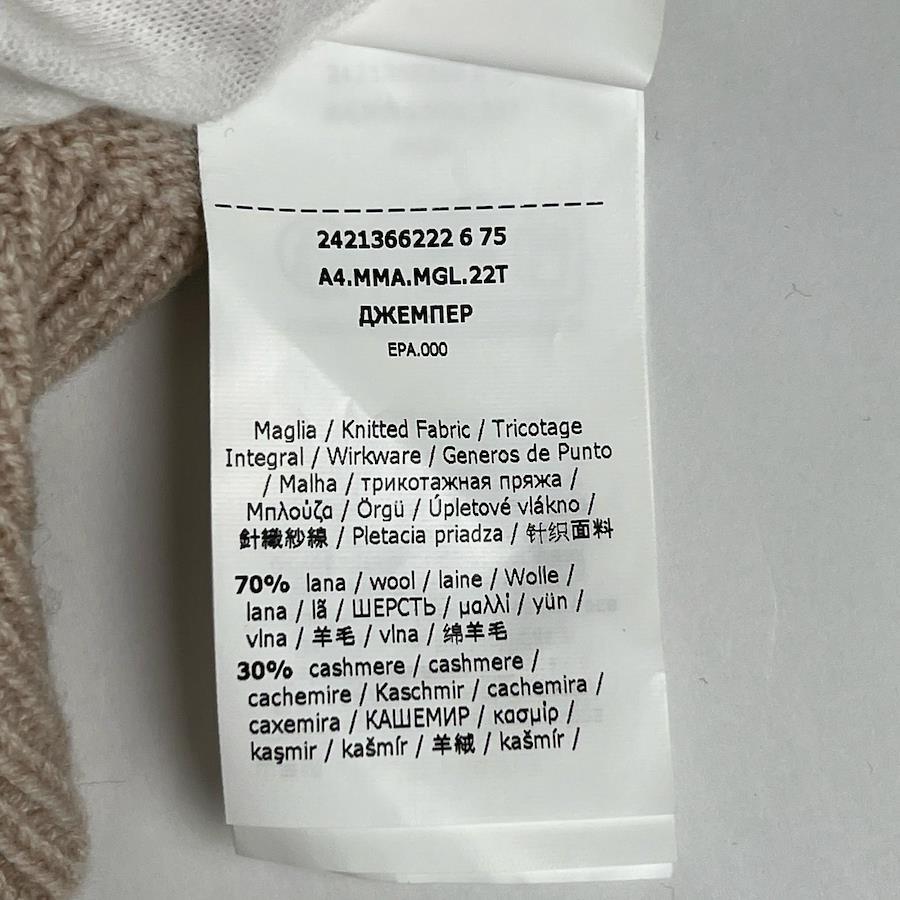 2421366222 6 75
A4.MMA.MGL.22T
ДЖЕМПЕР
EPA.000
Maglia / Knitted Fabric / Tricotage
Integral / Wirkware / Generos de Punto
/ Malha / трикотажная пряжа /
Μπλούζα / Örgü / Úpletové vlákno /
針織紗線 / Pletacia priadza / 针织面料
70% lana / wool / laine / Wolle /
lana / lã / ШЕРСТЬ / μαλλί / yün /
vlna / 羊毛 / vlna / 绵羊毛
30% cashmere / cashmere /
cachemire / Kaschmir / cachemira /
caxemira / КАШЕМИР / κασμίρ /
kaşmir / kašmír / 羊絨 / kašmír /